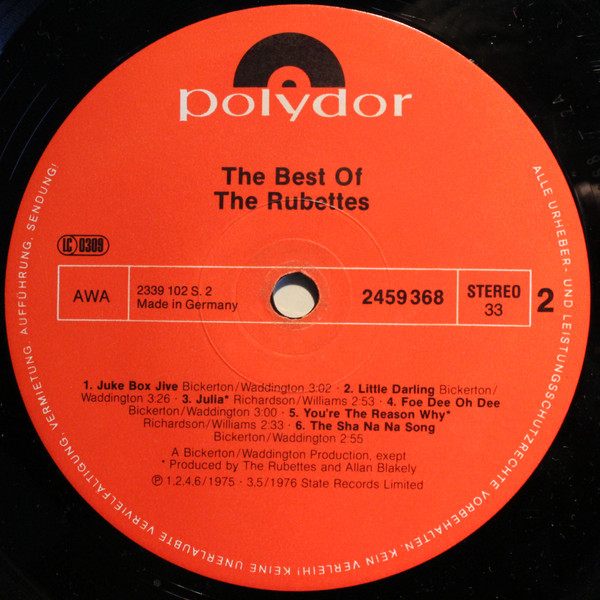 polydor
The Best Of
The Rubettes
LC 0309
AWA
2339 102 S. 2
Made in Germany
2459 368
STEREO
33
2
1. Juke Box Jive Bickerton/Waddington 3:02 · 2. Little Darling Bickerton/
Waddington 3:26 · 3. Julia* Richardson/Williams 2:53 · 4. Foe Dee Oh Dee
Bickerton/Waddington 3:00 · 5. You're The Reason Why*
Richardson/Williams 2:33 · 6. The Sha Na Na Song
Bickerton/Waddington 2:55
A Bickerton/Waddington Production, exept
* Produced by The Rubettes and Allan Blakely
Ⓟ 1,2,4,6/1975 · 3,5/1976 State Records Limited
ALLE URHEBER- UND LEISTUNGSSCHUTZRECHTE VORBEHALTEN. KEIN VERLEIH! KEINE UNERLAUBTE VERVIELFÄLTIGUNG, VERMIETUNG, AUFFÜHRUNG, SENDUNG!